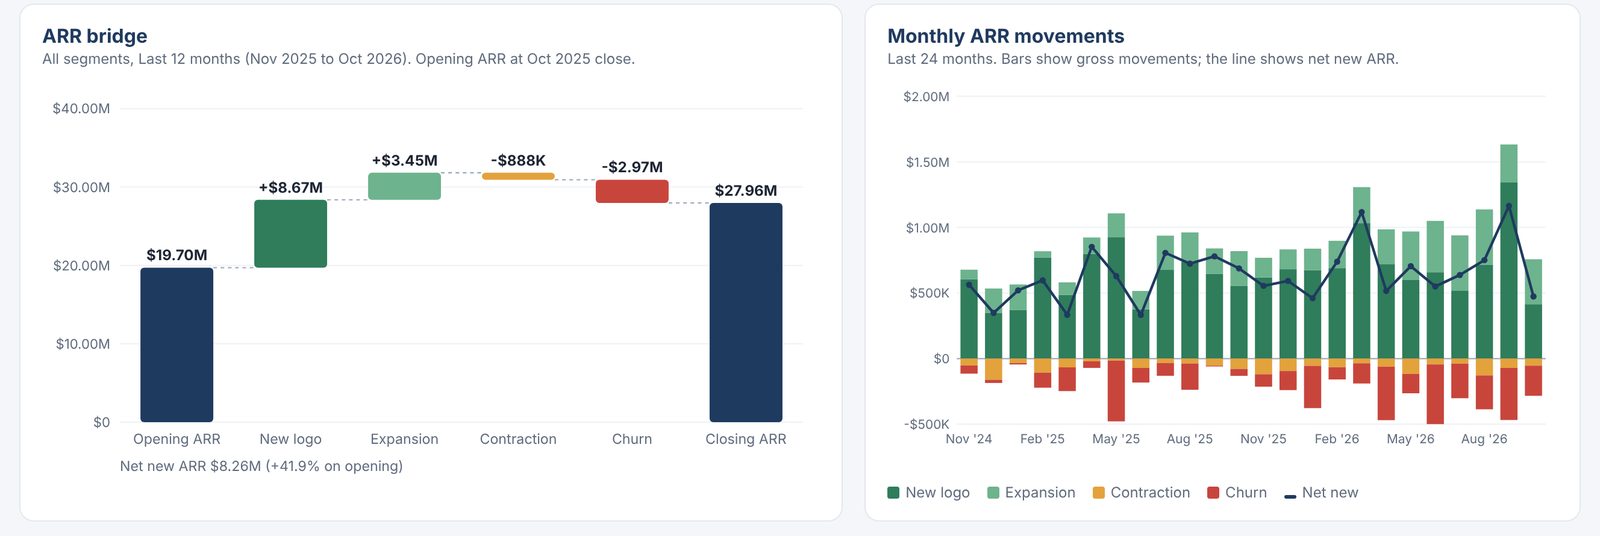 ARR bridge
All segments, Last 12 months (Nov 2025 to Oct 2026). Opening ARR at Oct 2025 close.
$40.00M
$30.00M
$20.00M
$10.00M
$0
$19.70M
+$8.67M
+$3.45M
-$888K
-$2.97M
$27.96M
Opening ARR New logo Expansion Contraction Churn Closing ARR
Net new ARR $8.26M (+41.9% on opening)
Monthly ARR movements
Last 24 months. Bars show gross movements; the line shows net new ARR.
$2.00M
$1.50M
$1.00M
$500K
$0
-$500K
Nov '24 Feb '25 May '25 Aug '25 Nov '25 Feb '26 May '26 Aug '26
New logo Expansion Contraction Churn Net new